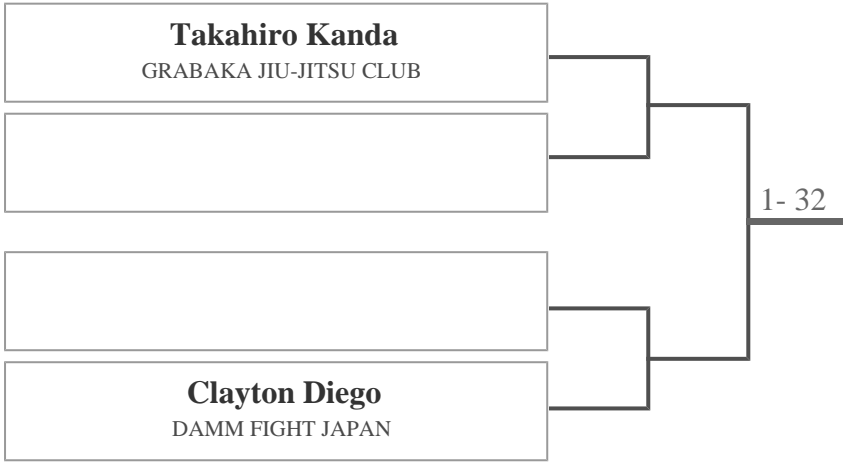 Takahiro Kanda
GRABAKA JIU-JITSU CLUB
1- 32
Clayton Diego
DAMM FIGHT JAPAN